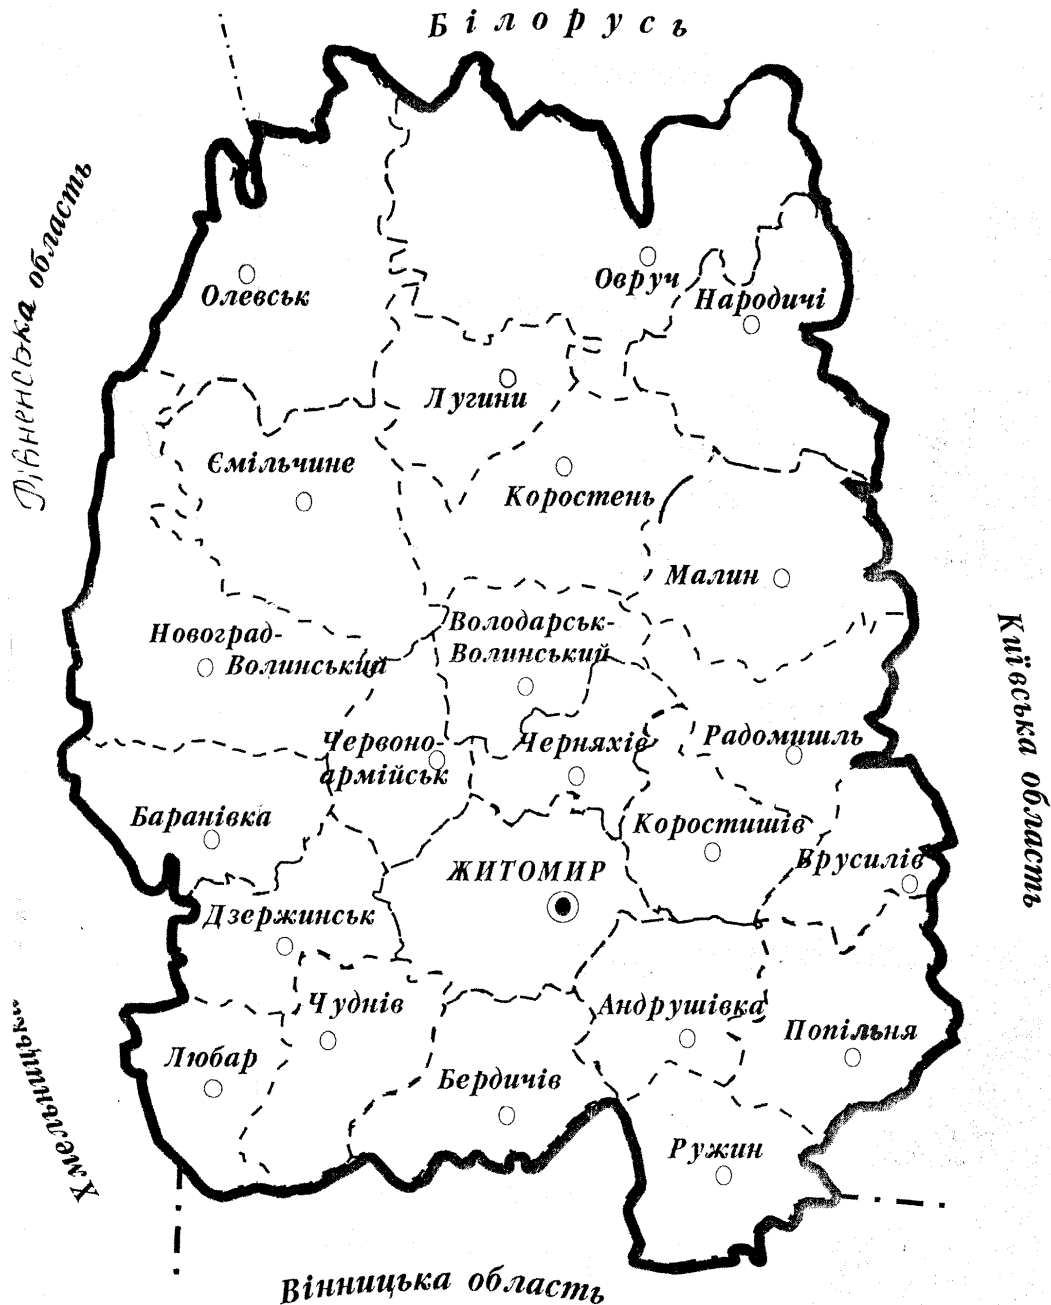 Білорусь
Рівненська область
Олевськ
Овруч
Народичі
Лугини
Ємільчине
Коростень
Малин
Новоград-
Волинський
Володарськ-
Волинський
Червоно-
армійськ
Черняхів
Радомишль
Київська область
Баранівка
Коростишів
Брусилів
ЖИТОМИР
Дзержинськ
Чуднів
Андрушівка
Попільня
Любар
Бердичів
Хмельницьк
Ружин
Вінницька область